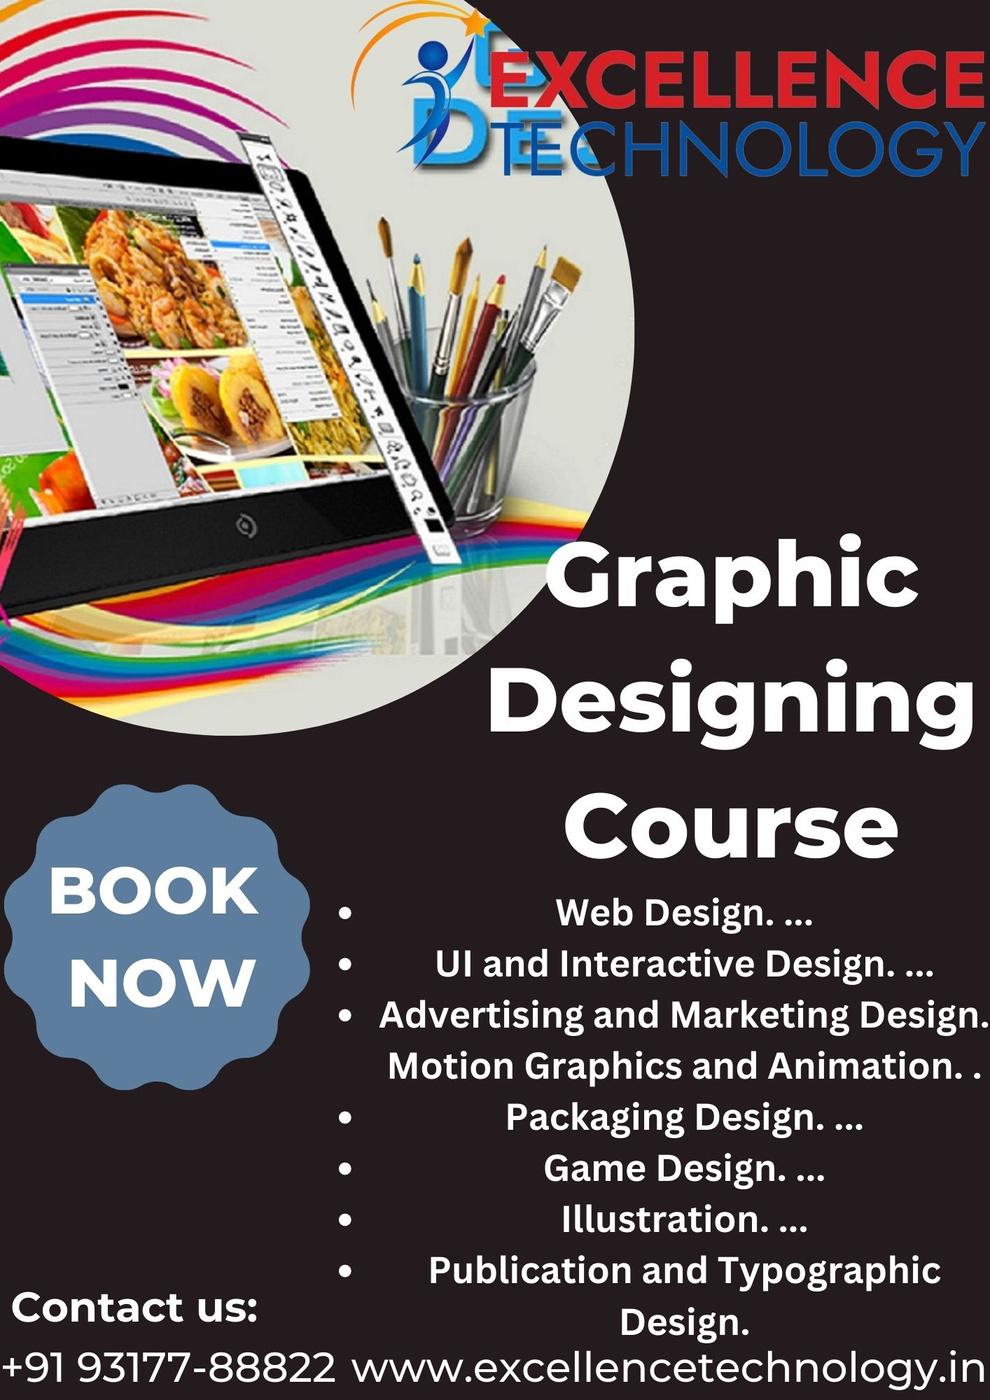 EXCELLENCE
TECHNOLOGY
Graphic
Designing
Course
BOOK
NOW
• Web Design. ...
• UI and Interactive Design. ...
• Advertising and Marketing Design.
Motion Graphics and Animation. .
• Packaging Design. ...
• Game Design. ...
• Illustration. ...
• Publication and Typographic
Design.
Contact us:
+91 93177-88822 www.excellencetechnology.in